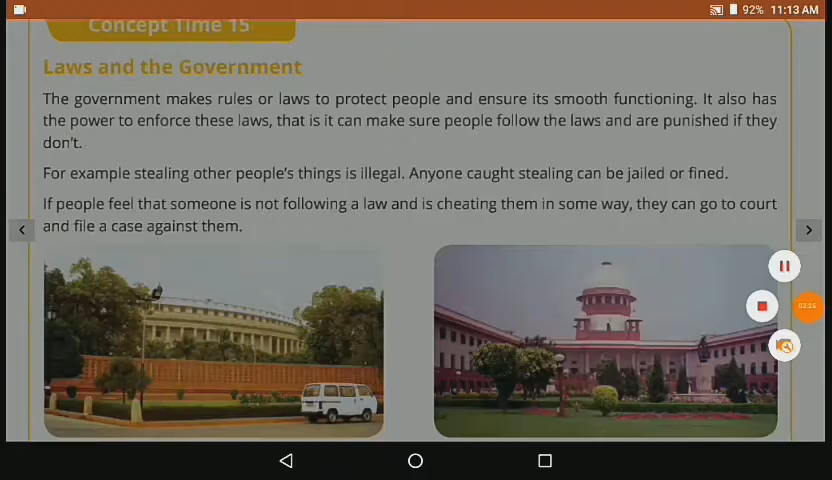 92% 11:13 AM
Concept Time 15
Laws and the Government
The government makes rules or laws to protect people and ensure its smooth functioning. It also has
the power to enforce these laws, that is it can make sure people follow the laws and are punished if they
don't.
For example stealing other people's things is illegal. Anyone caught stealing can be jailed or fined.
If people feel that someone is not following a law and is cheating them in some way, they can go to court
and file a case against them.